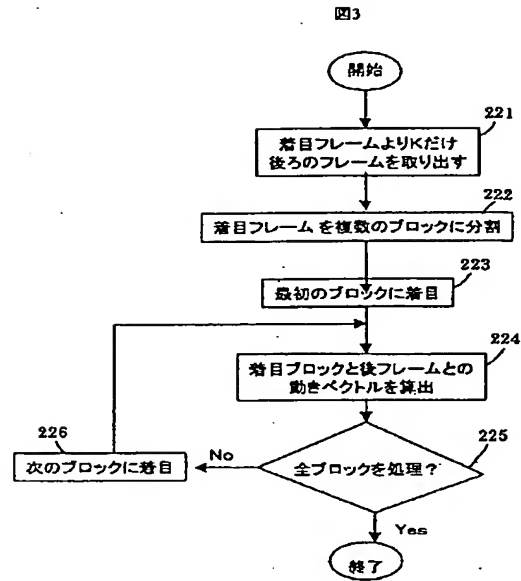 図3
開始
221
着目フレームよりKだけ
後ろのフレームを取り出す
222
着目フレームを複数のブロックに分割
223
最初のブロックに着目
224
着目ブロックと後フレームとの
動きベクトルを算出
225
全ブロックを処理?
No
226
次のブロックに着目
Yes
終了